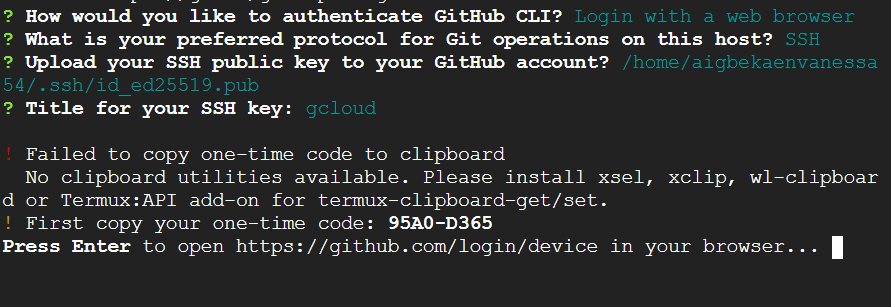 ? How would you like to authenticate GitHub CLI? Login with a web browser
? What is your preferred protocol for Git operations on this host? SSH
? Upload your SSH public key to your GitHub account? /home/aigbekaenvanessa
54/.ssh/id_ed25519.pub
? Title for your SSH key: gcloud
! Failed to copy one-time code to clipboard
No clipboard utilities available. Please install xsel, xclip, wl-clipboar
d or Termux:API add-on for termux-clipboard-get/set.
! First copy your one-time code: 95A0-D365
Press Enter to open https://github.com/login/device in your browser...